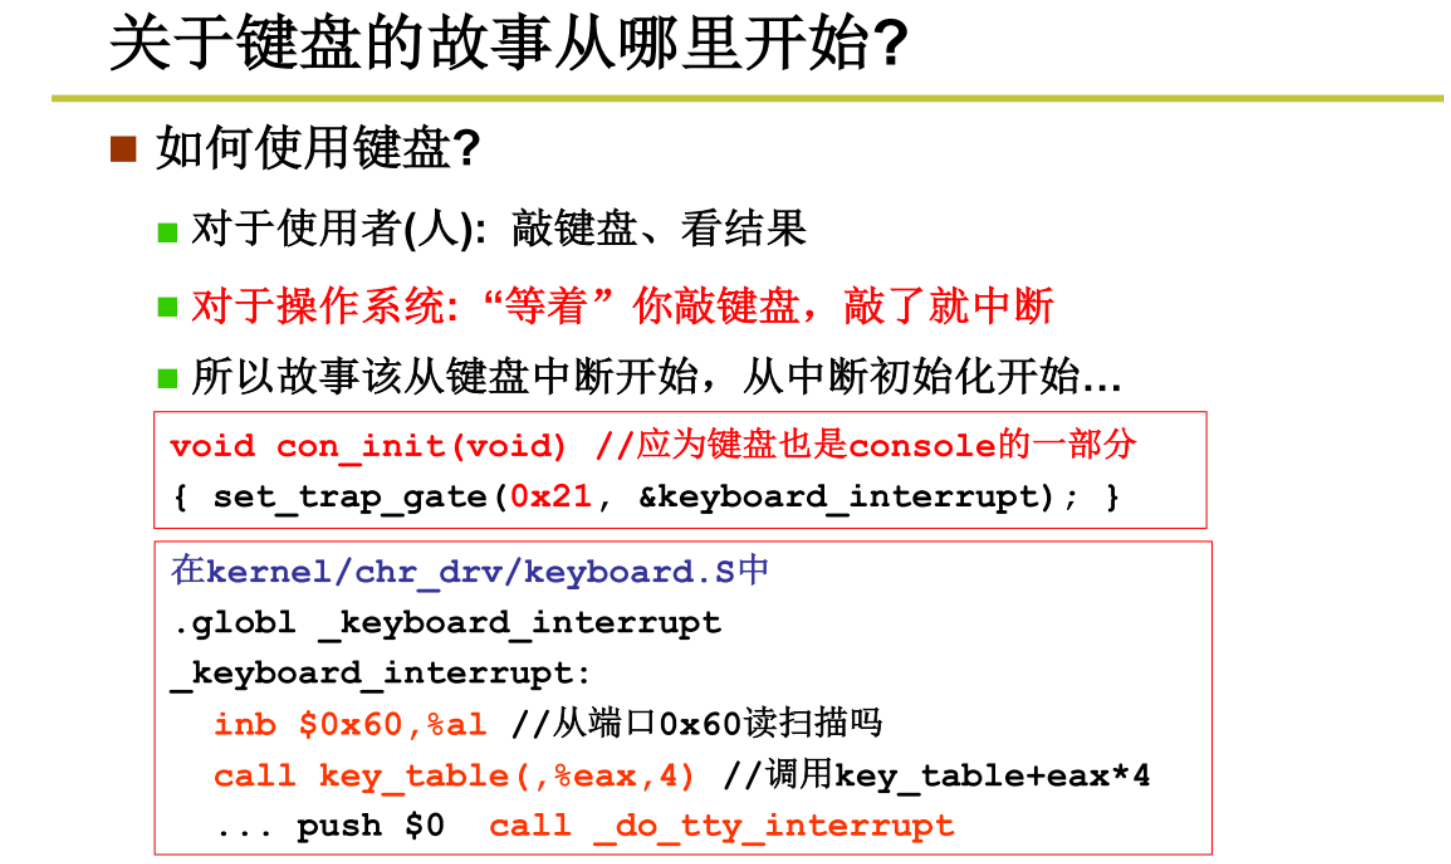 关于键盘的故事从哪里开始?
如何使用键盘?
对于使用者(人): 敲键盘、看结果
对于操作系统: “等着”你敲键盘，敲了就中断
所以故事该从键盘中断开始，从中断初始化开始...
void con_init(void) //应为键盘也是console的一部分
{ set_trap_gate(0x21, &keyboard_interrupt); }
在kernel/chr_drv/keyboard.S中
.globl _keyboard_interrupt
_keyboard_interrupt:
inb $0x60,%al //从端口0x60读扫描吗
call key_table(,%eax,4) //调用key_table+eax*4
... push $0 call _do_tty_interrupt